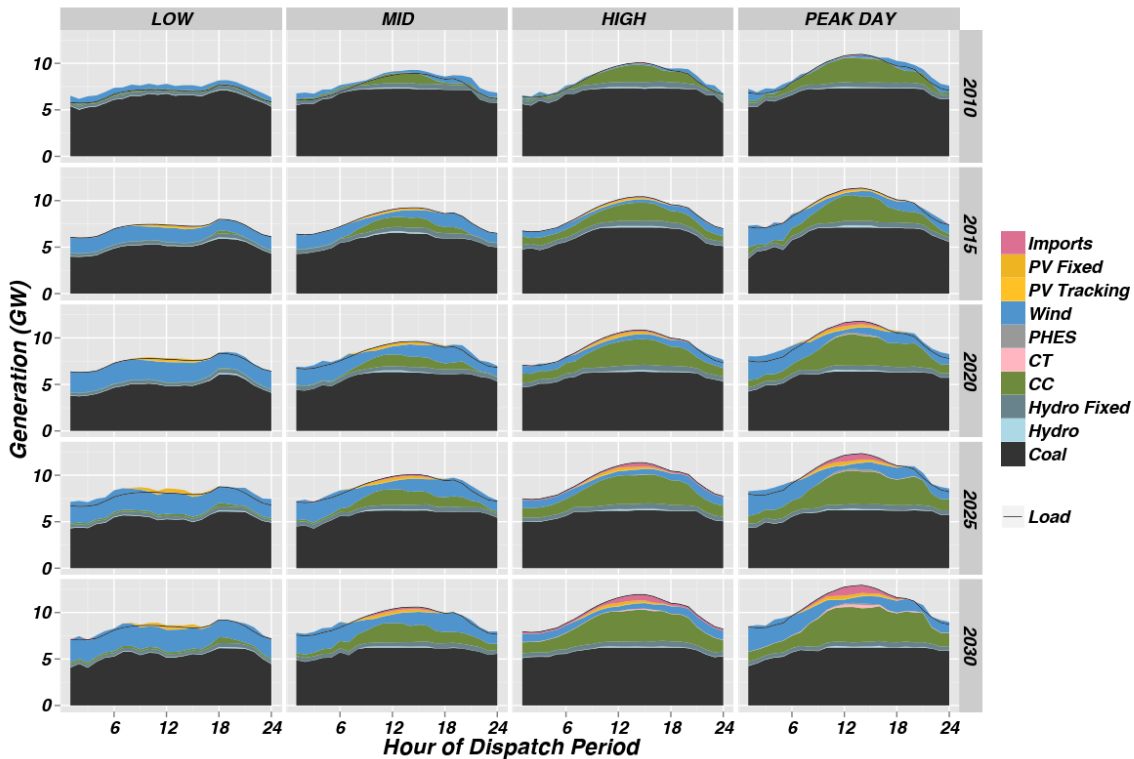 LOW MID HIGH PEAK DAY
10
5
0
2010
10
5
0
2015
10
5
0
2020
10
5
0
2025
10
5
0
2030
Generation (GW)
6 12 18 24 6 12 18 24 6 12 18 24 6 12 18 24
Hour of Dispatch Period
Imports
PV Fixed
PV Tracking
Wind
PHES
CT
CC
Hydro Fixed
Hydro
Coal
Load